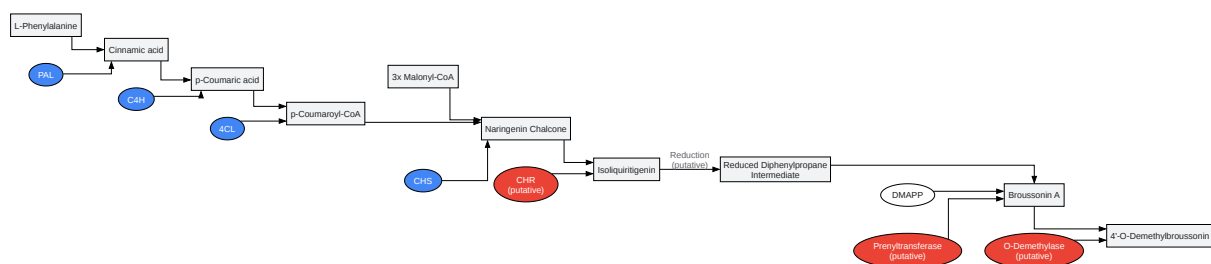 L-Phenylalanine
Cinnamic acid
PAL
p-Coumaric acid
C4H
3x Malonyl-CoA
p-Coumaroyl-CoA
4CL
Naringenin Chalcone
CHS
CHR
(putative)
Isoliquiritigenin
Reduction
(putative)
Reduced Diphenylpropane
Intermediate
DMAPP
Broussonin A
Prenyltransferase
(putative)
O-Demethylase
(putative)
4'-O-Demethylbroussonin